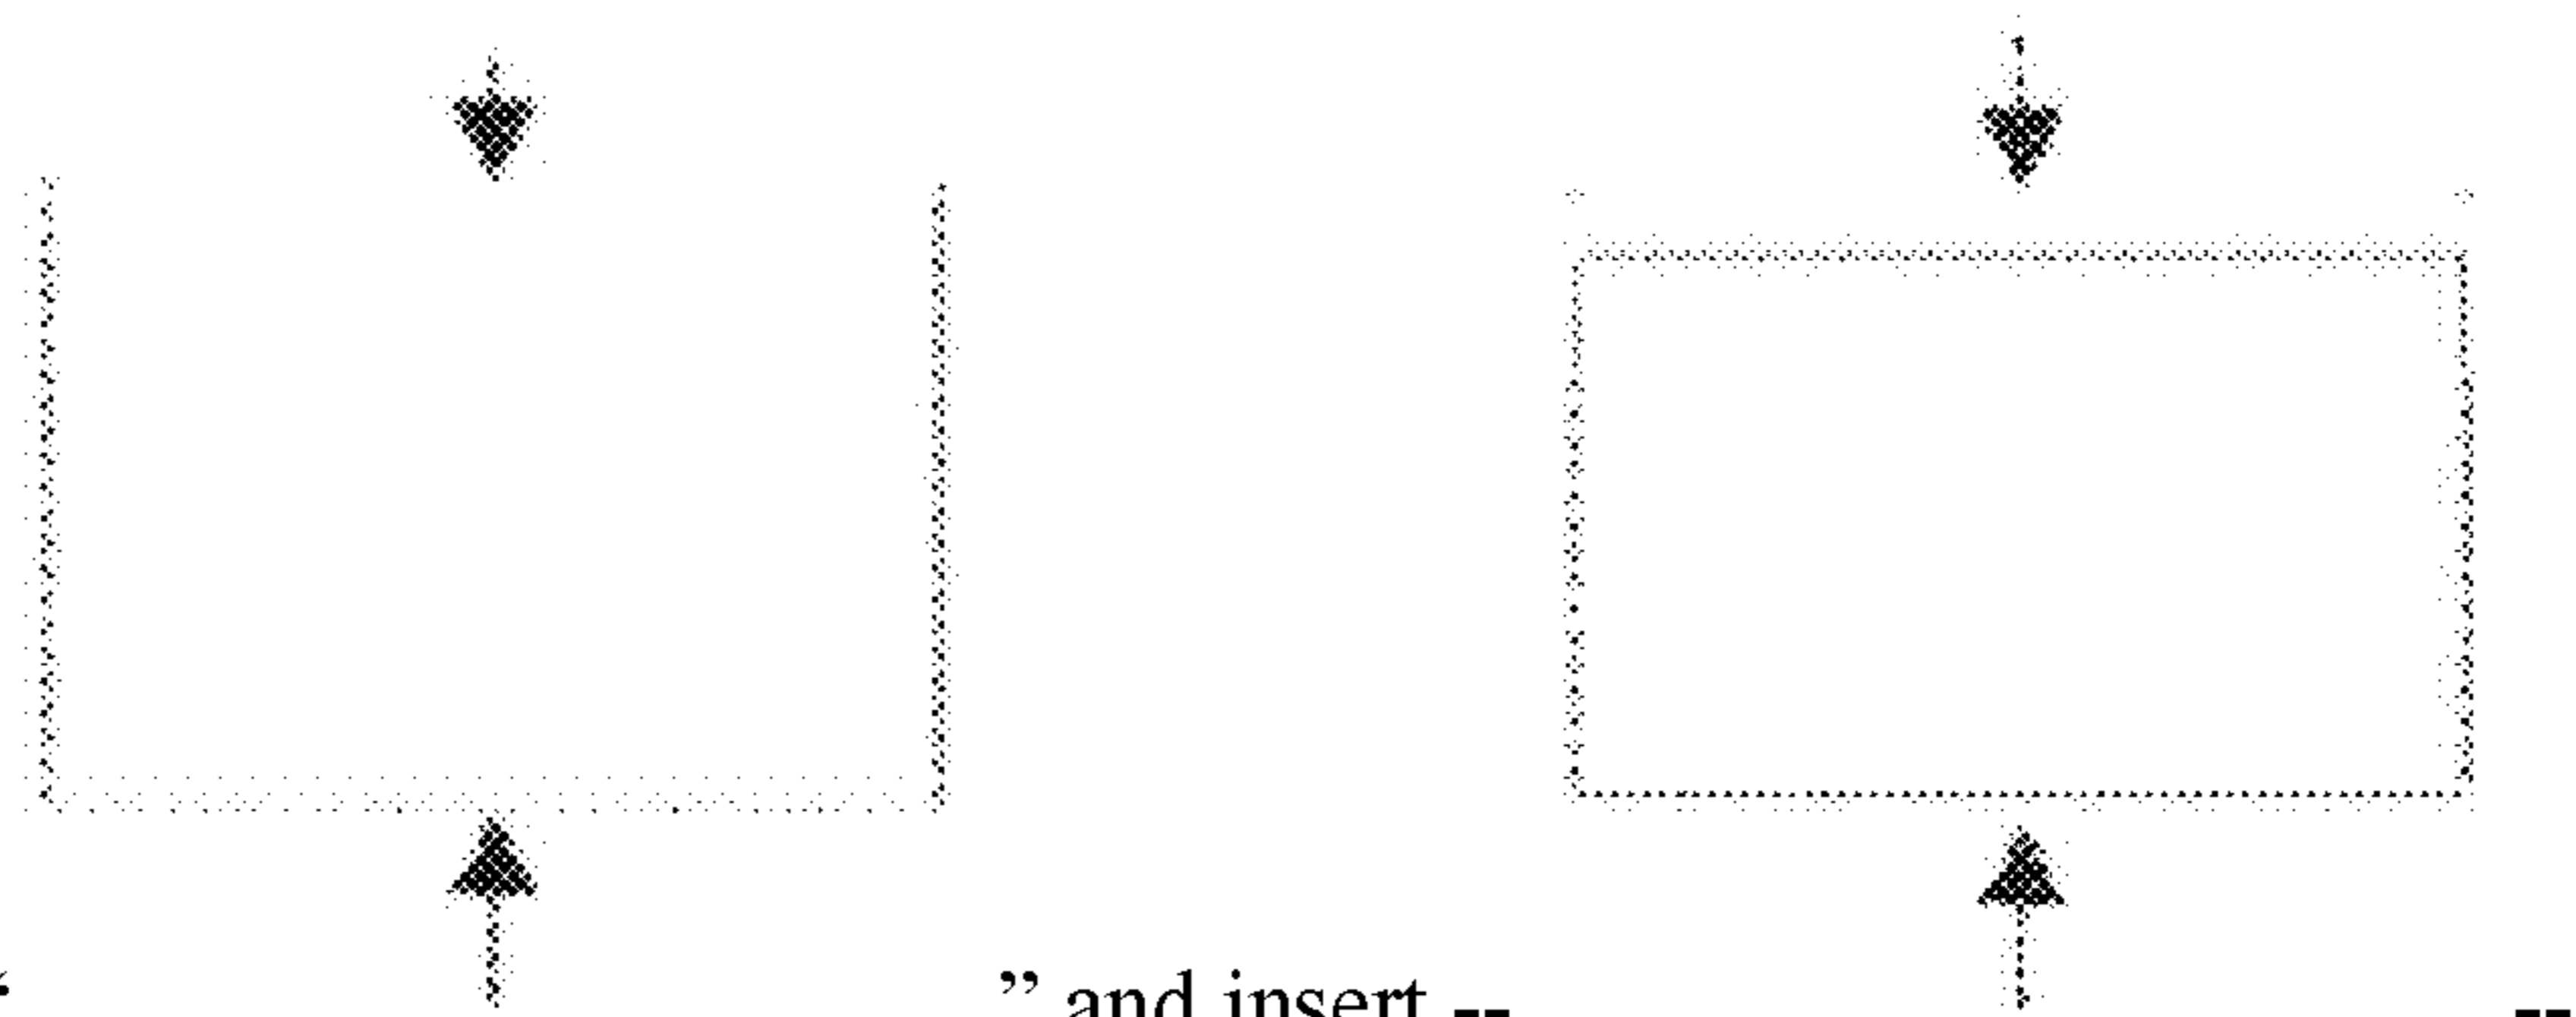 “ ” and insert -- --